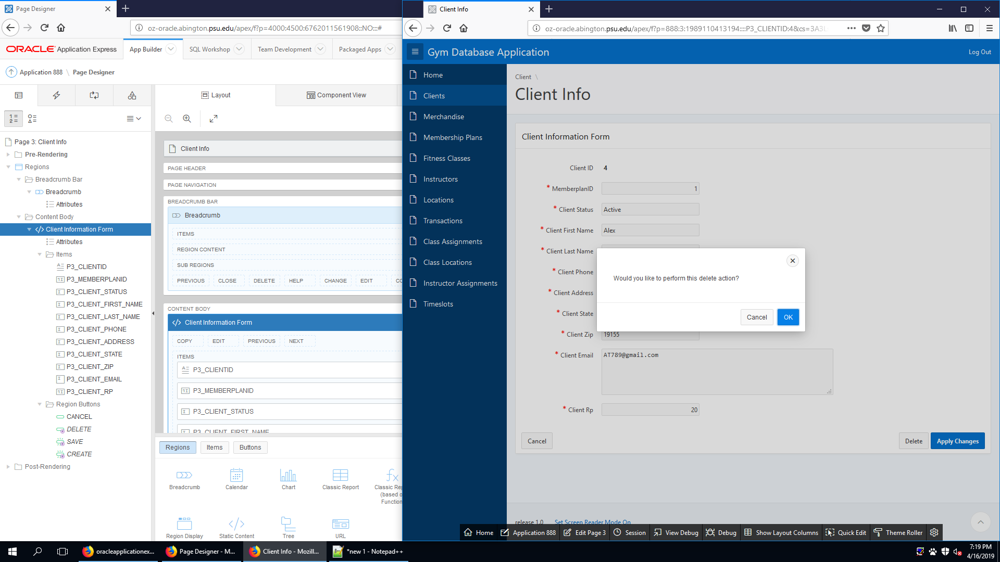 Page Designer
oz-oracle.abington.psu.edu/apex/f?p=4000:4500:6762011561908::NO:::#
ORACLE Application Express
App Builder
SQL Workshop
Team Development
Packaged Apps
Application 888 \ Page Designer
Layout
Component View
Page 3: Client Info
Pre-Rendering
Regions
Breadcrumb Bar
Breadcrumb
Attributes
Content Body
Client Information Form
Attributes
Items
P3_CLIENTID
P3_MEMBERPLANID
P3_CLIENT_STATUS
P3_CLIENT_FIRST_NAME
P3_CLIENT_LAST_NAME
P3_CLIENT_PHONE
P3_CLIENT_ADDRESS
P3_CLIENT_STATE
P3_CLIENT_ZIP
P3_CLIENT_EMAIL
P3_CLIENT_RP
Region Buttons
CANCEL
DELETE
SAVE
CREATE
Post-Rendering
Client Info
PAGE HEADER
PAGE NAVIGATION
BREADCRUMB BAR
Breadcrumb
ITEMS
REGION CONTENT
SUB REGIONS
PREVIOUS CLOSE DELETE HELP CHANGE EDIT CO
CONTENT BODY
Client Information Form
COPY EDIT PREVIOUS NEXT
ITEMS
P3_CLIENTID
P3_MEMBERPLANID
P3_CLIENT_STATUS
P3_CLIENT_FIRST_NAME
Regions Items Buttons
Breadcrumb
Calendar
Chart
Classic Report
Classic Rep
(based o
Function
Region Display
Static Content
Tree
URL
Client Info
oz-oracle.abington.psu.edu/apex/f?p=888:3:1989110413194::::P3_CLIENTID:4&cs=3A3L
Gym Database Application
Log Out
Home
Clients
Merchandise
Membership Plans
Fitness Classes
Instructors
Locations
Transactions
Class Assignments
Class Locations
Instructor Assignments
Timeslots
Client \
Client Info
Client Information Form
Client ID 4
* MemberplanID 1
* Client Status Active
* Client First Name Alex
* Client Last Name
* Client Phone
* Client Address
* Client State
* Client Zip 19155
* Client Email AT789@gmail.com
* Client Rp 20
Would you like to perform this delete action?
Cancel OK
Cancel Delete Apply Changes
release 1.0 Set Screen Reader Mode On
Home Application 888 Edit Page 3 Session View Debug Debug Show Layout Columns Quick Edit Theme Roller
oracleapplicationex... Page Designer - M... Client Info - Mozill... *new 1 - Notepad++
7:19 PM
4/16/2019